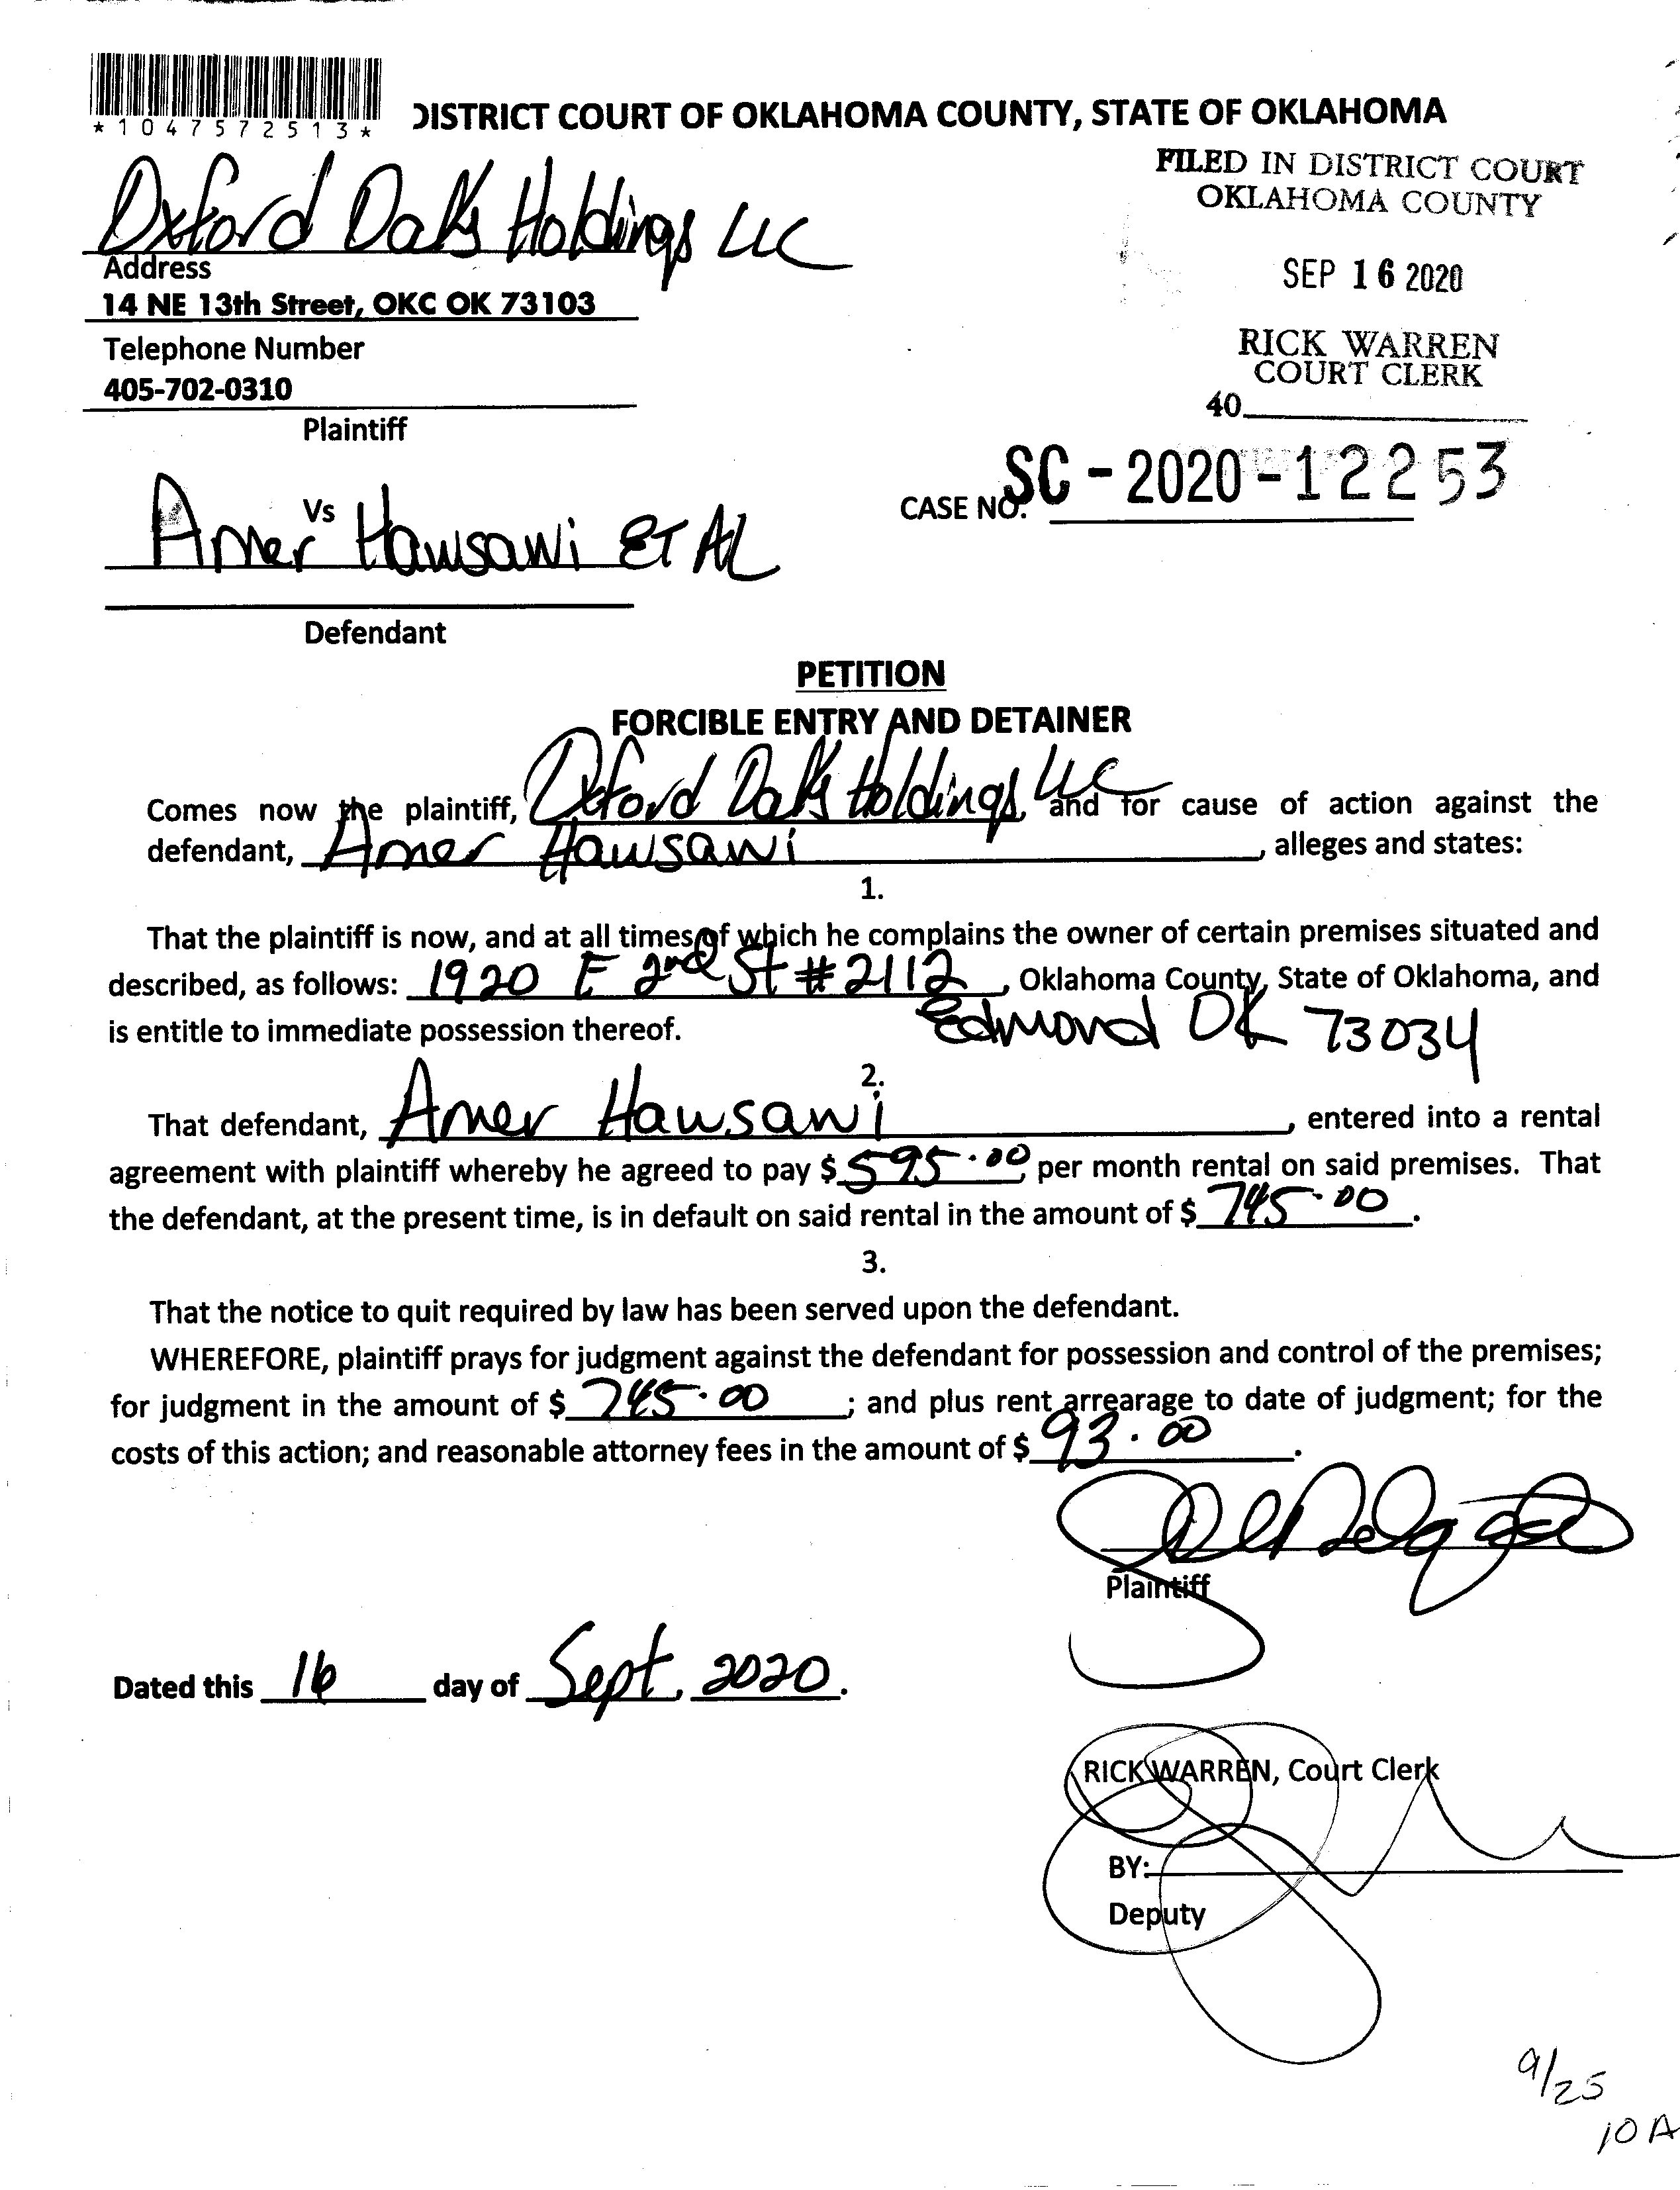 *1047572513*
DISTRICT COURT OF OKLAHOMA COUNTY, STATE OF OKLAHOMA
FILED IN DISTRICT COURT
OKLAHOMA COUNTY
SEP 16 2020
RICK WARREN
COURT CLERK
40
Oxford Oaks Holdings LLC
Address
14 NE 13th Street, OKC OK 73103
Telephone Number
405-702-0310
Plaintiff
CASE NO. SC-2020-12253
Vs
Amer Hawsawi ET AL
Defendant
PETITION
FORCIBLE ENTRY AND DETAINER
Comes now the plaintiff, Oxford Oaks Holdings LLC, and for cause of action against the
defendant, Amer Hawsawi, alleges and states:
1.
That the plaintiff is now, and at all times of which he complains the owner of certain premises situated and
described, as follows: 1920 E 2nd St #2112, Oklahoma County, State of Oklahoma, and
is entitle to immediate possession thereof. Edmond OK 73034
2.
That defendant, Amer Hawsawi, entered into a rental
agreement with plaintiff whereby he agreed to pay $ 595.00 per month rental on said premises. That
the defendant, at the present time, is in default on said rental in the amount of $ 745.00.
3.
That the notice to quit required by law has been served upon the defendant.
WHEREFORE, plaintiff prays for judgment against the defendant for possession and control of the premises;
for judgment in the amount of $ 745.00; and plus rent arrearage to date of judgment; for the
costs of this action; and reasonable attorney fees in the amount of $ 93.00.
Plaintiff
Dated this 16 day of Sept. 2020.
RICK WARREN, Court Clerk
BY:
Deputy
9/25
10A